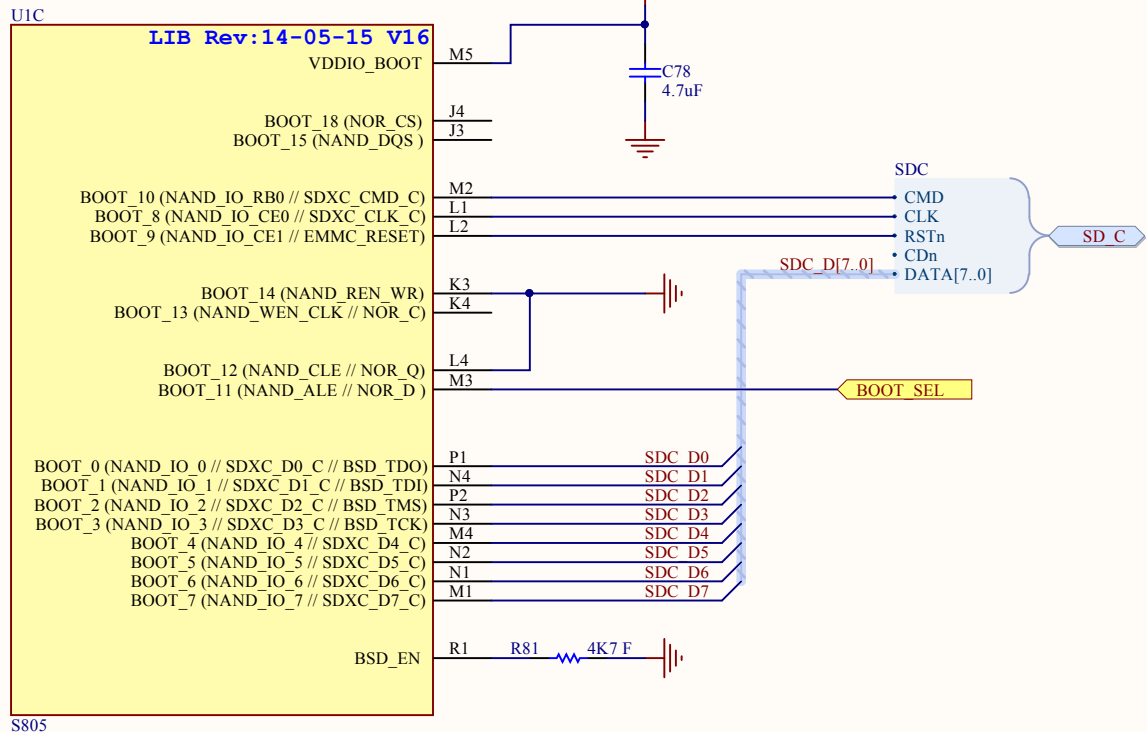 U1C
LIB Rev:14-05-15 V16
VDDIO_BOOT M5
C78
4.7uF
BOOT_18 (NOR_CS) J4
BOOT_15 (NAND_DQS ) J3
SDC
BOOT_10 (NAND_IO_RB0 // SDXC_CMD_C) M2 CMD
BOOT_8 (NAND_IO_CE0 // SDXC_CLK_C) L1 CLK
BOOT_9 (NAND_IO_CE1 // EMMC_RESET) L2 RSTn SD_C
CDn
SDC_D[7..0] DATA[7..0]
BOOT_14 (NAND_REN_WR) K3
BOOT_13 (NAND_WEN_CLK // NOR_C) K4
BOOT_12 (NAND_CLE // NOR_Q) L4
BOOT_11 (NAND_ALE // NOR_D ) M3 BOOT_SEL
BOOT_0 (NAND_IO_0 // SDXC_D0_C // BSD_TDO) P1 SDC_D0
BOOT_1 (NAND_IO_1 // SDXC_D1_C // BSD_TDI) N4 SDC_D1
BOOT_2 (NAND_IO_2 // SDXC_D2_C // BSD_TMS) P2 SDC_D2
BOOT_3 (NAND_IO_3 // SDXC_D3_C // BSD_TCK) N3 SDC_D3
BOOT_4 (NAND_IO_4 // SDXC_D4_C) M4 SDC_D4
BOOT_5 (NAND_IO_5 // SDXC_D5_C) N2 SDC_D5
BOOT_6 (NAND_IO_6 // SDXC_D6_C) N1 SDC_D6
BOOT_7 (NAND_IO_7 // SDXC_D7_C) M1 SDC_D7
BSD_EN R1 R81 4K7 F
S805